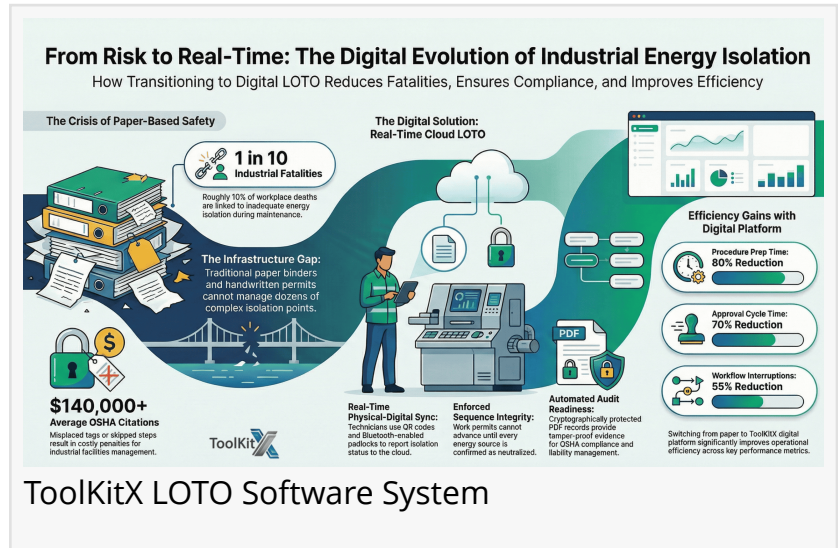 From Risk to Real-Time: The Digital Evolution of Industrial Energy Isolation
How Transitioning to Digital LOTO Reduces Fatalities, Ensures Compliance, and Improves Efficiency
The Crisis of Paper-Based Safety
1 in 10
Industrial Fatalities
Roughly 10% of workplace deaths
are linked to inadequate energy
isolation during maintenance.
The Infrastructure Gap:
Traditional paper binders
and handwritten permits
cannot manage dozens of
complex isolation points.
$
$140,000+
Average OSHA Citations
Misplaced tags or skipped steps
result in costly penalties for
industrial facilities management.
ToolKitX
The Digital Solution:
Real-Time Cloud LOTO
Real-Time
Physical-Digital Sync:
Technicians use QR codes
and Bluetooth-enabled
padlocks to report isolation
status to the cloud.
Enforced
Sequence Integrity:
Work permits cannot
advance until every
energy source is
confirmed as neutralized.
PDF
Automated Audit
Readiness:
Cryptographically protected
PDF records provide
tamper-proof evidence
for OSHA compliance and
liability management.
Efficiency Gains with
Digital Platform
Procedure Prep Time:
80% Reduction
Approval Cycle Time:
70% Reduction
Workflow Interruptions:
55% Reduction
Switching from paper to ToolKitX digital
platform significantly improves operational
efficiency across key performance metrics.
ToolKitX LOTO Software System